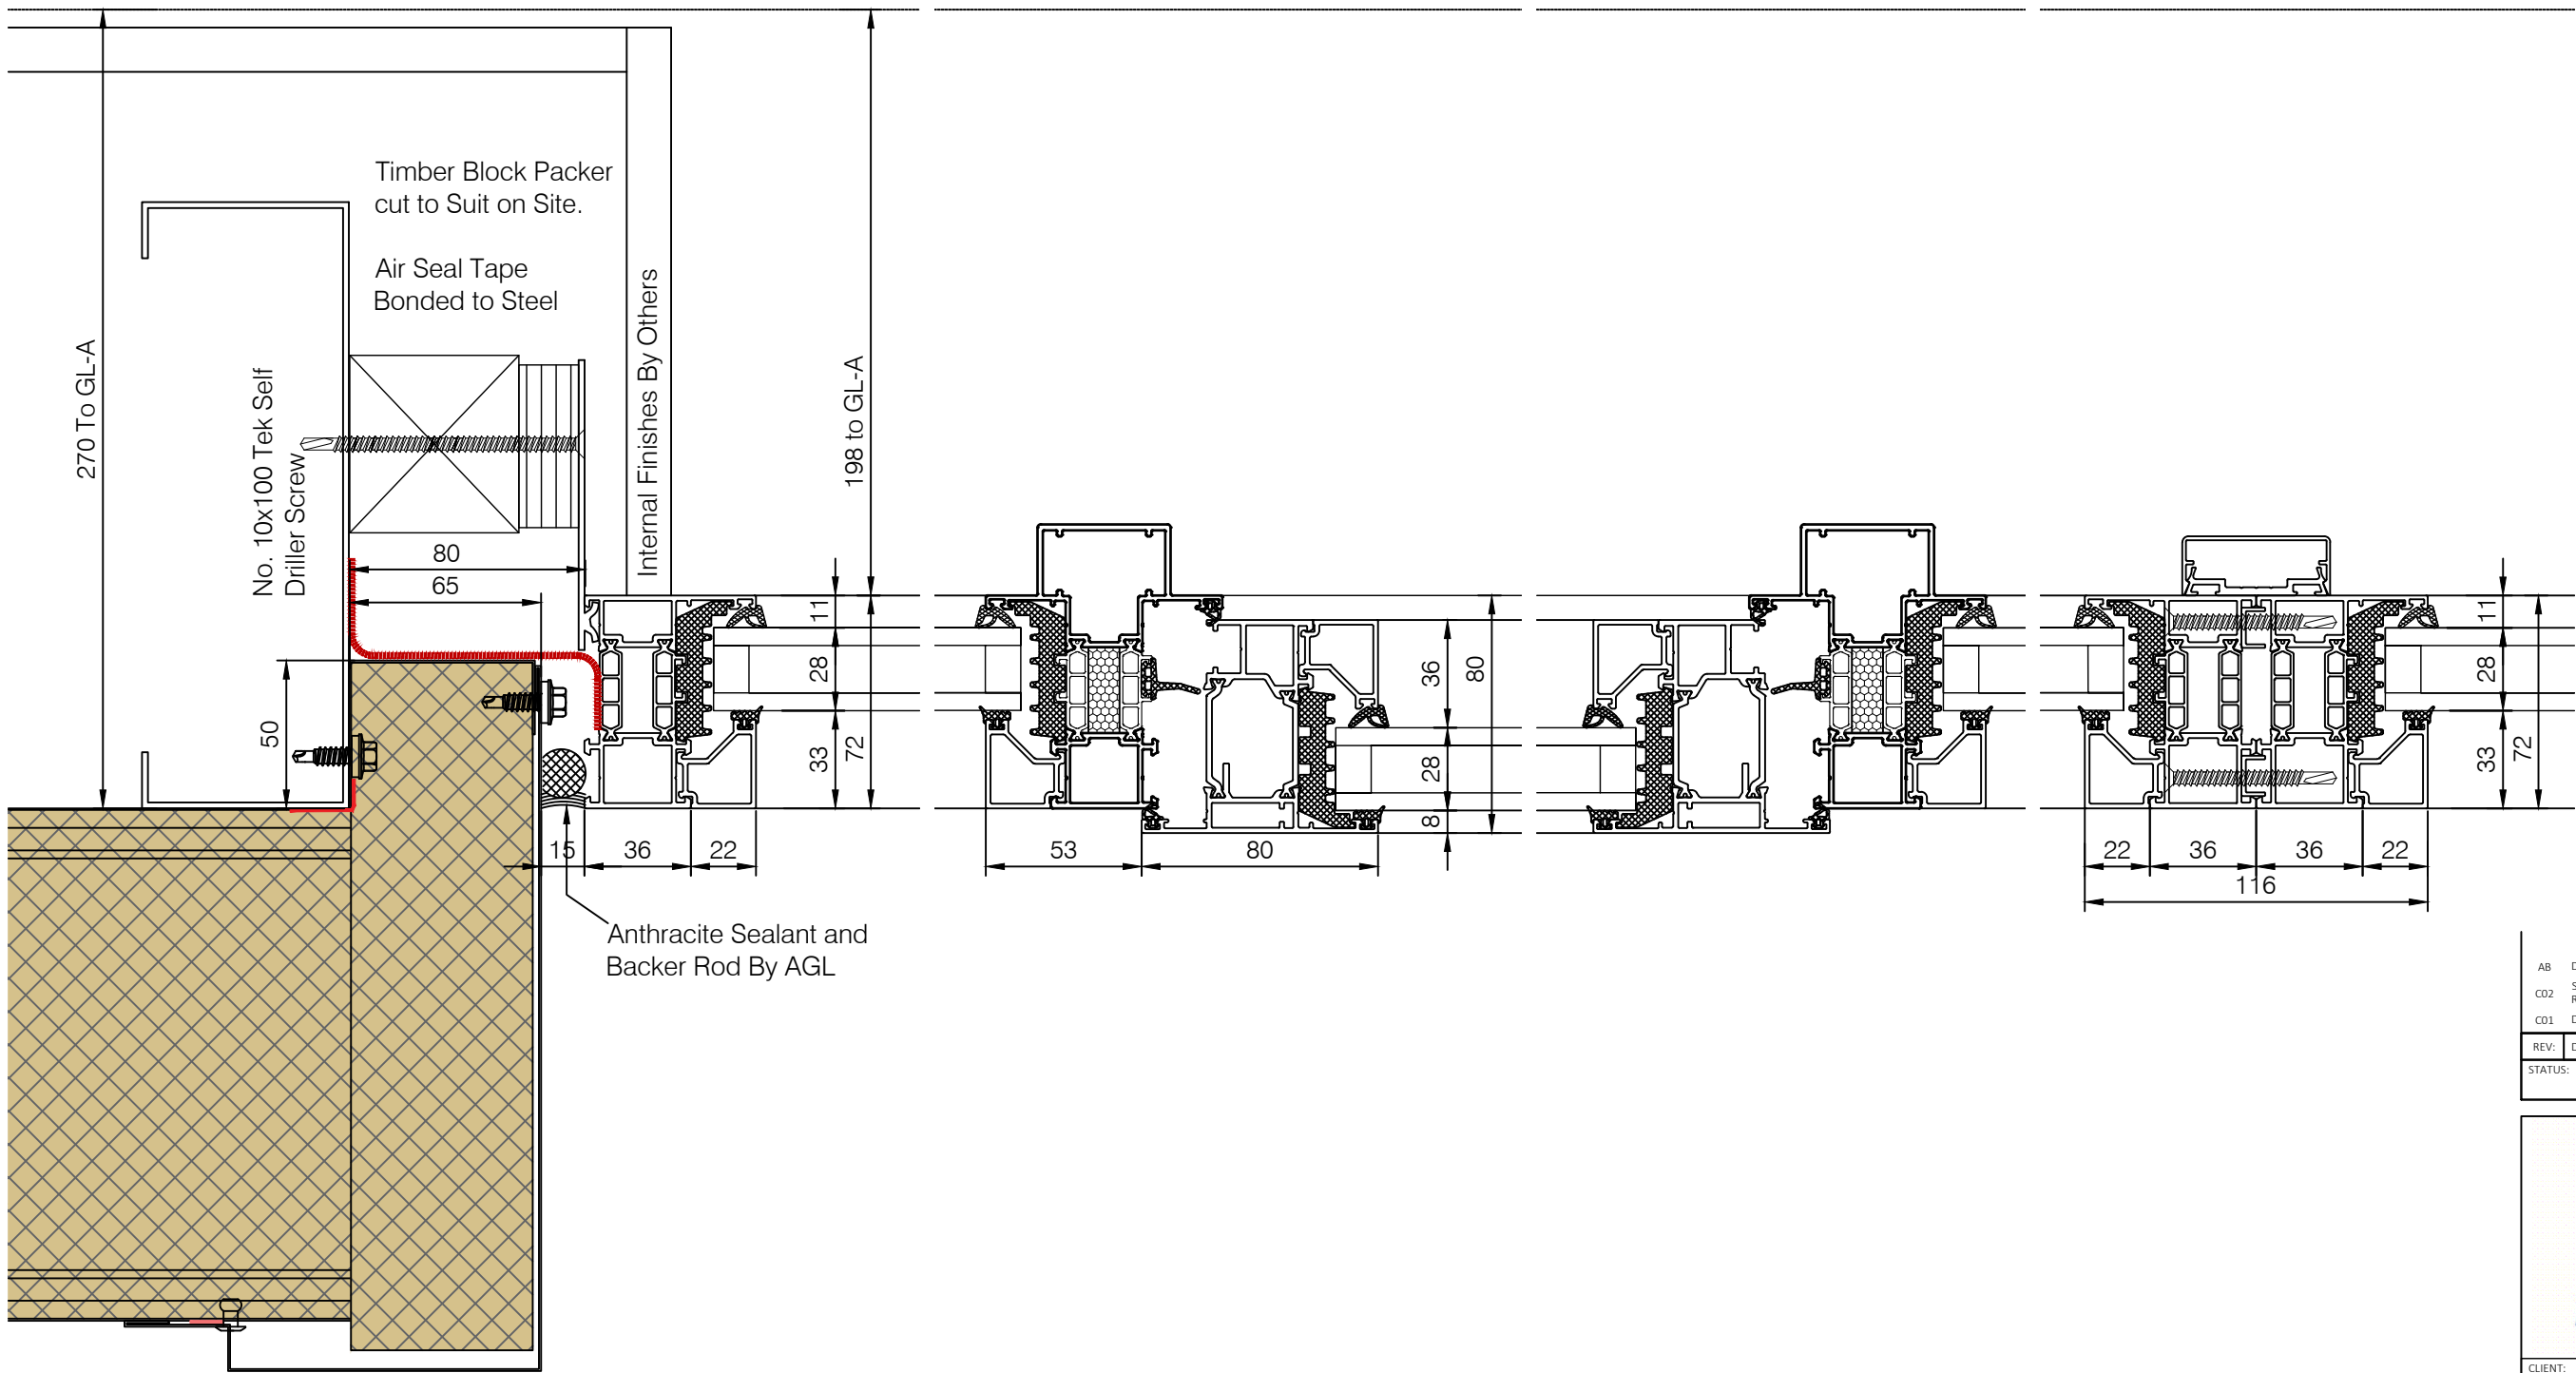 Timber Block Packer
cut to Suit on Site.
Air Seal Tape
Bonded to Steel
270 To GL-A
No. 10x100 Tek Self
Driller Screw
Internal Finishes By Others
198 to GL-A
80
65
50
11
28
33
72
15
36
22
Anthracite Sealant and
Backer Rod By AGL
53
80
36
28
8
80
11
28
33
72
22
36
36
22
116
AB
C02
C01
REV:
STATUS:
CLIENT: